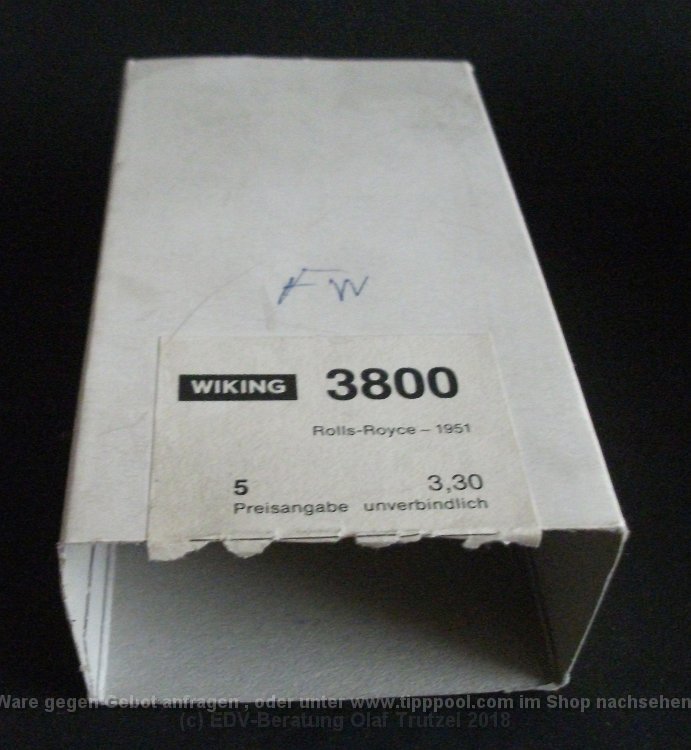 FW
WIKING 3800
Rolls-Royce – 1951
5 3,30
Preisangabe unverbindlich
Ware gegen Gebot anfragen , oder unter www.tipppool.com im Shop nachsehen
(c) EDV-Beratung Olaf Trutzel 2018